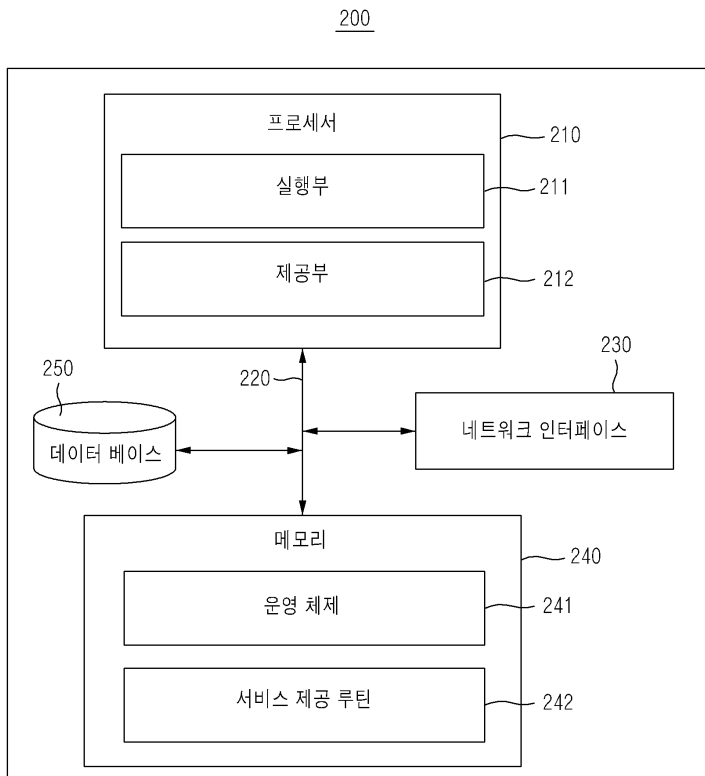 200
프로세서
210
실행부
211
제공부
212
250
220
230
데이터 베이스
네트워크 인터페이스
메모리
240
운영 체제
241
서비스 제공 루틴
242